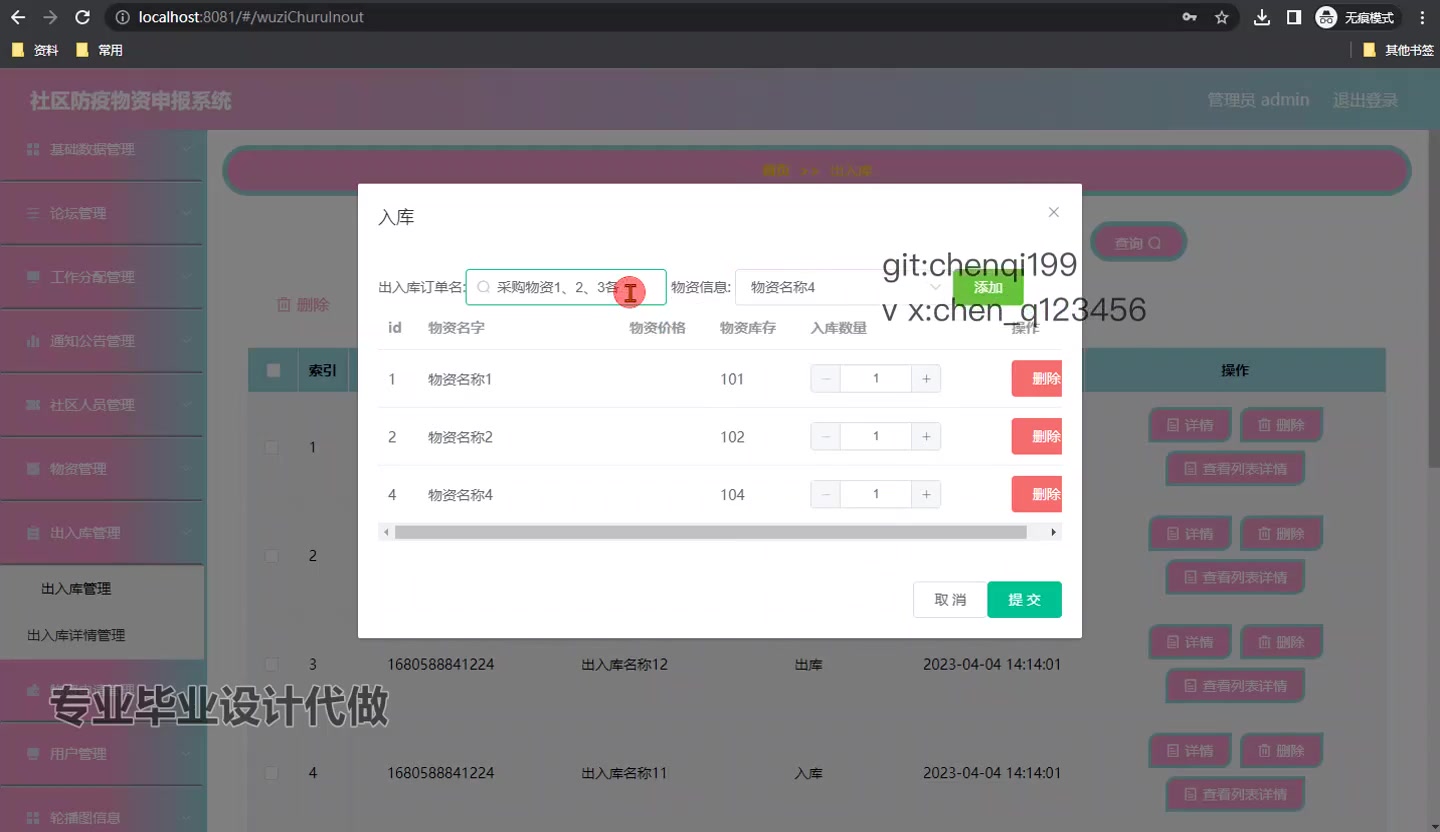 localhost:8081/#/wuziChuruInout
无痕模式
资料
常用
其他书签
社区防疫物资申报系统
管理员 admin
退出登录
基础数据管理
论坛管理
工作分配管理
通知公告管理
社区人员管理
物资管理
出入库管理
出入库管理
出入库详情管理
用户管理
轮播图信息
出入库
查询
删除
入库
git:chenqi199
v x:chen_q123456
出入库订单名:
采购物资1、2、3各
物资信息:
物资名称4
添加
id 物资名字 物资价格 物资库存 入库数量 操作
1 物资名称1 101 - 1 + 删除
2 物资名称2 102 - 1 + 删除
4 物资名称4 104 - 1 + 删除
取 消
提 交
索引
操作
1 详情 删除
查看列表详情
2 详情 删除
查看列表详情
3 1680588841224 出入库名称12 出库 2023-04-04 14:14:01 详情 删除
查看列表详情
4 1680588841224 出入库名称11 入库 2023-04-04 14:14:01 详情 删除
查看列表详情
专业毕业设计代做